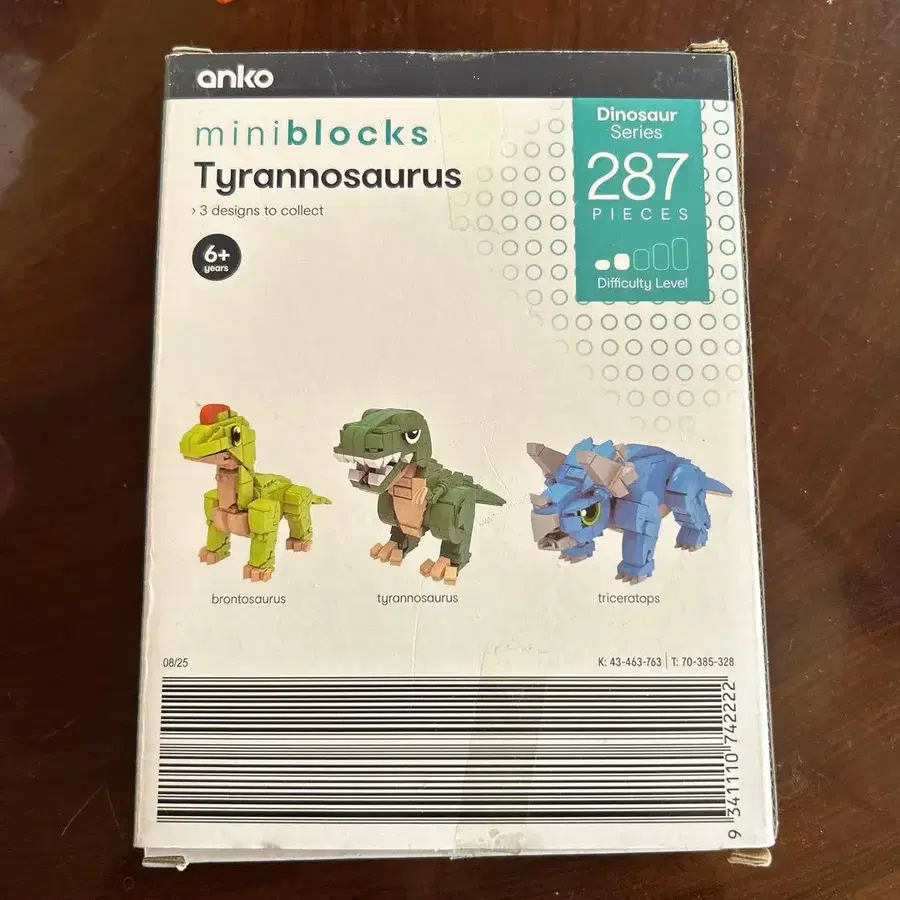 anko
miniblocks
Tyrannosaurus
› 3 designs to collect
6+
years
Dinosaur
Series
287
PIECES
Difficulty Level
brontosaurus
tyrannosaurus
triceratops
08/25
K: 43-463-763 | T: 70-385-328
9 341110 742222